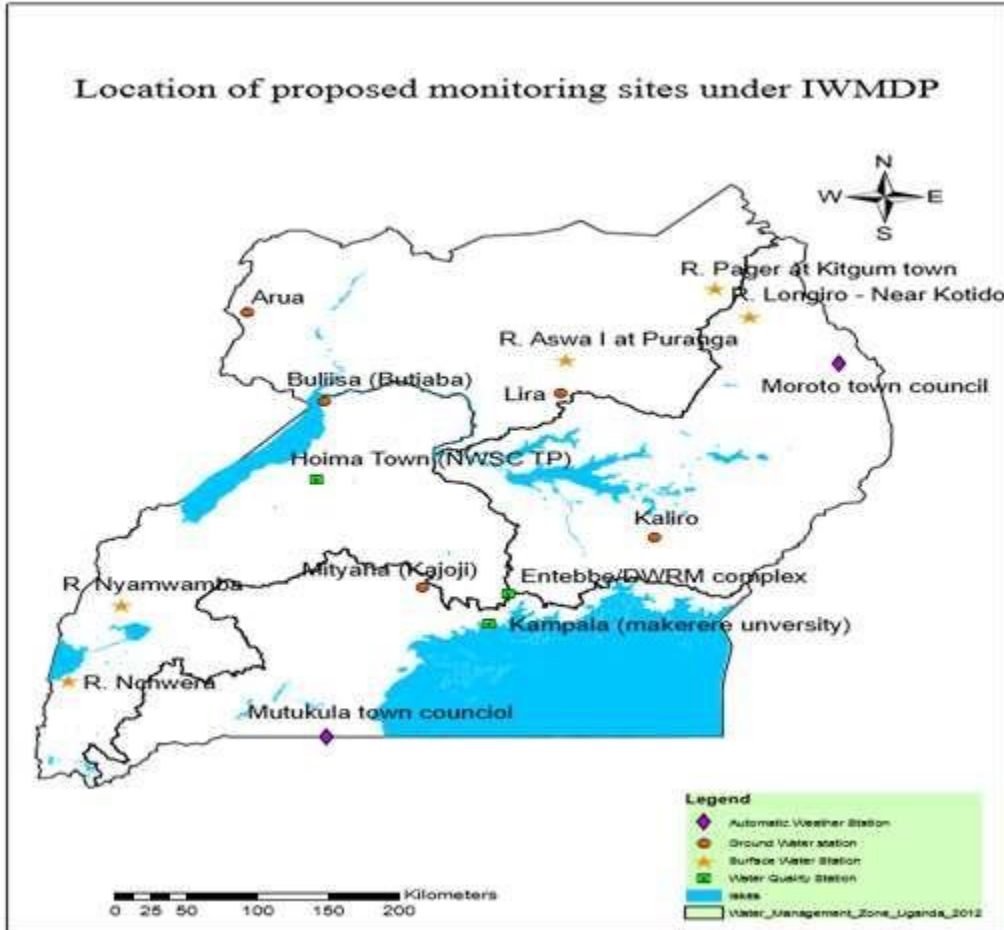 Location of proposed monitoring sites under IWMDP
N
W E
S
R. Pager at Kitgum town
R. Longiro - Near Kotido
Arua
R. Aswa I at Puranga
Moroto town council
Buliisa (Butiaba)
Lira
Hoima Town (NWSC TP)
Kaliro
Mityana (Kajoji)
Entebbe/DWRM complex
R. Nyamwamba
Kampala (makerere unversity)
R. Nchwera
Mutukula town counciol
Legend
Automatic Weather Station
Ground Water station
Surface Water Station
Water Quality Station
lakes
Water_Management_Zone_Uganda_2012
Kilometers
0 25 50 100 150 200